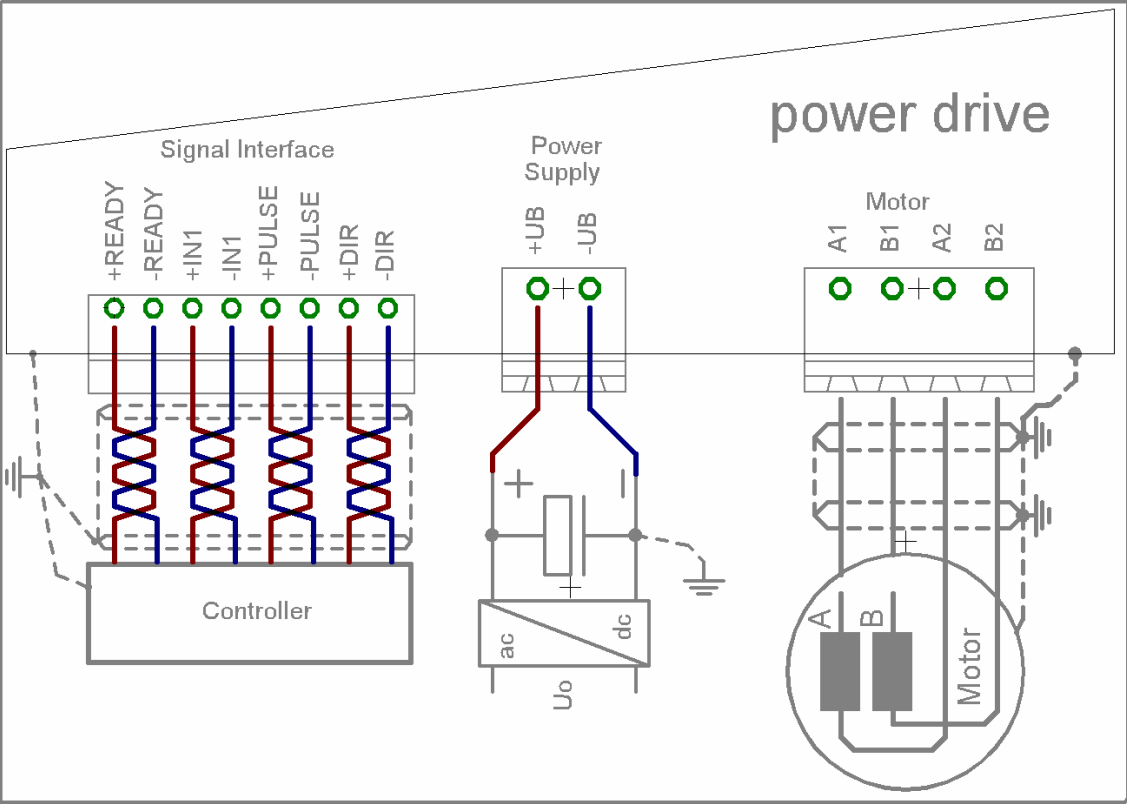 power drive
Signal Interface
+READY
-READY
+IN1
-IN1
+PULSE
-PULSE
+DIR
-DIR
Power
Supply
+UB
-UB
Motor
A1
B1
A2
B2
Controller
+
−
ac
dc
Uo
A
B
Motor